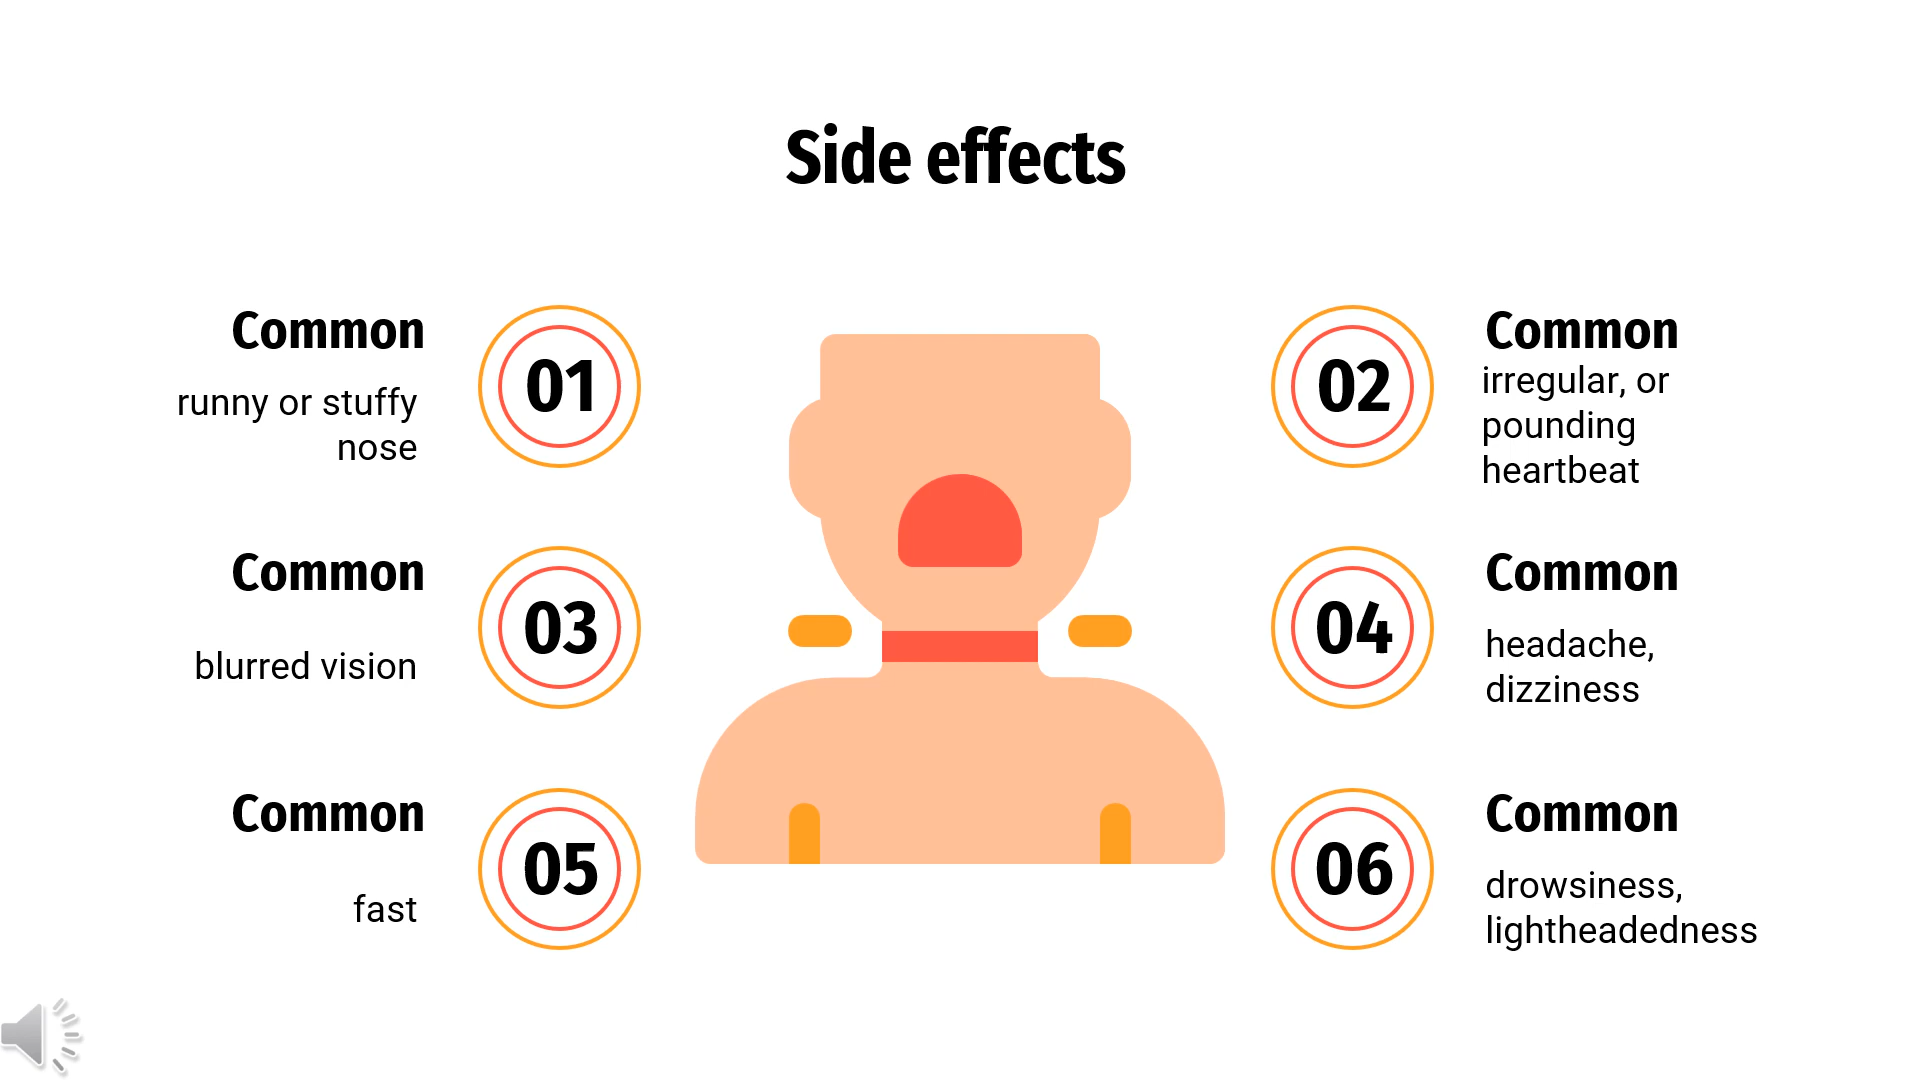 Side effects
Common
01
runny or stuffy
nose
02
Common
irregular, or
pounding
heartbeat
Common
03
blurred vision
04
Common
headache,
dizziness
Common
05
fast
06
Common
drowsiness,
lightheadedness